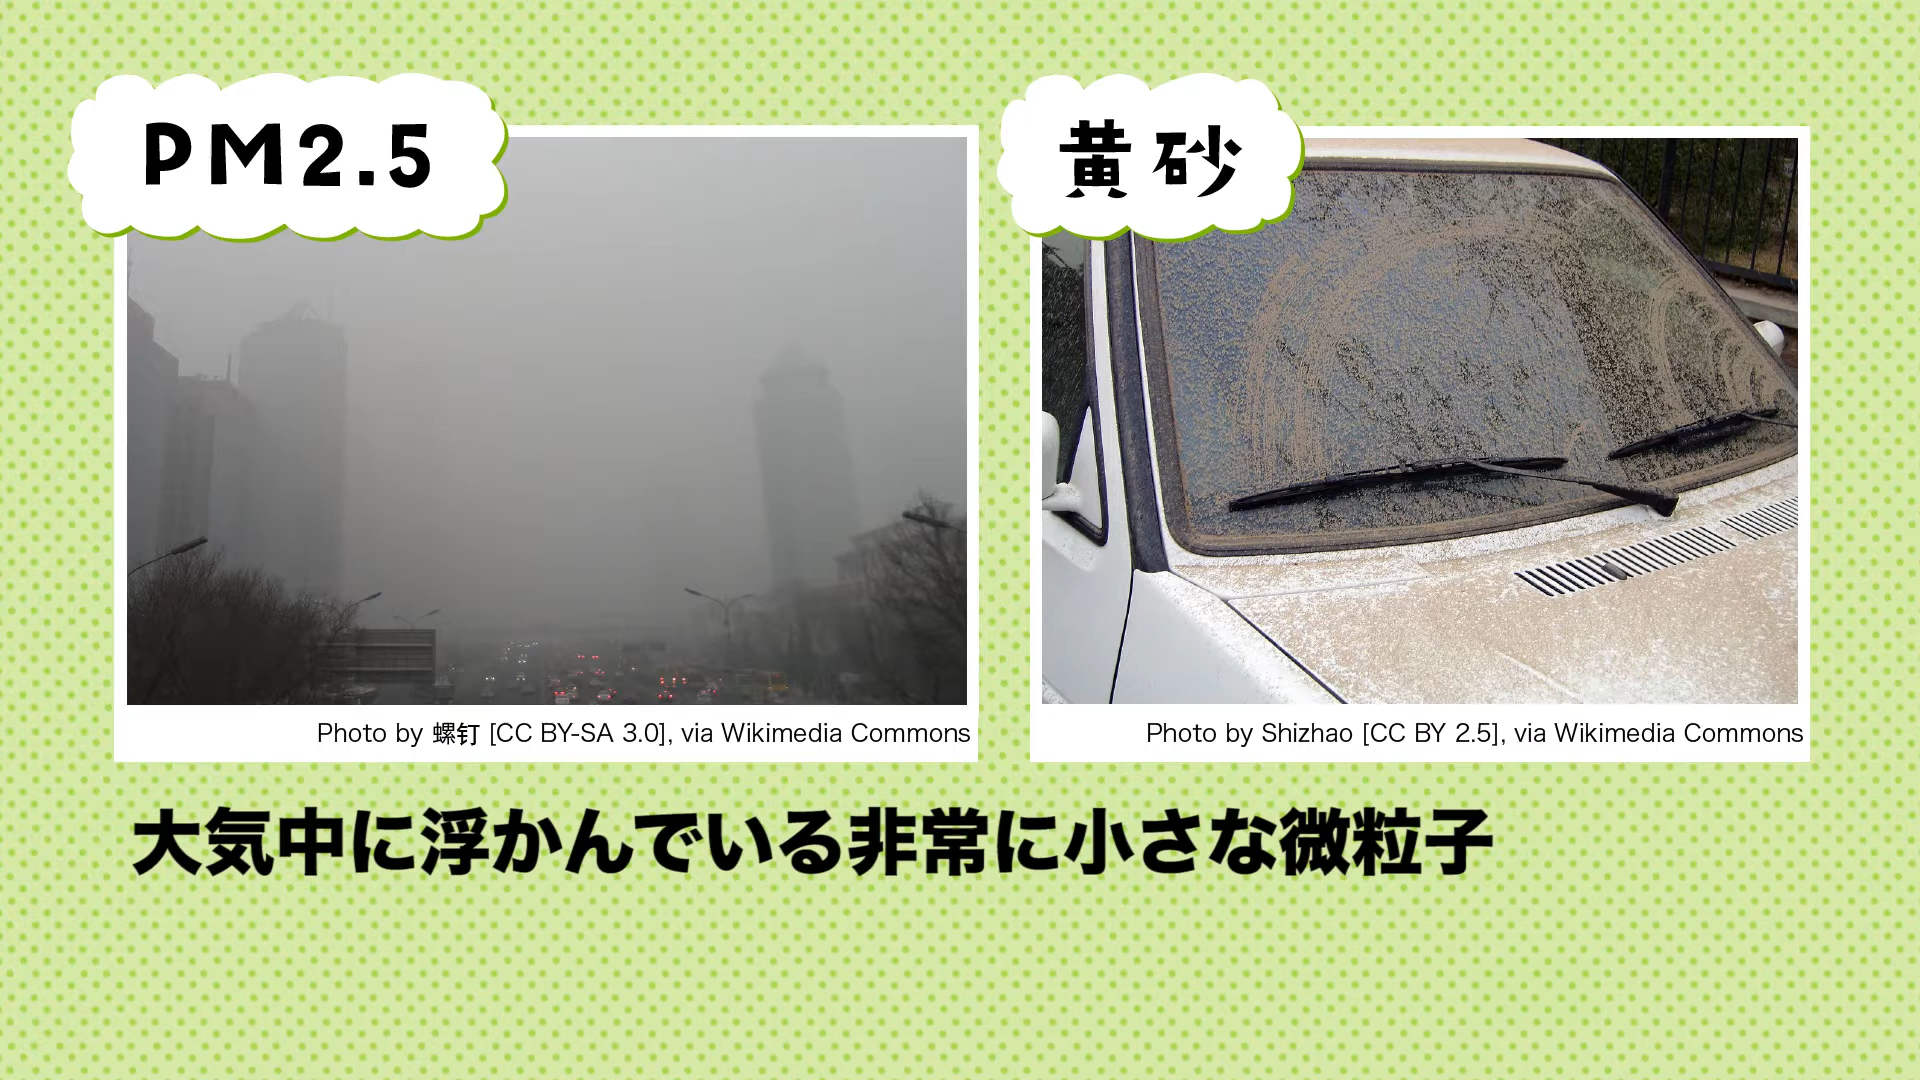 PM2.5
黄砂
Photo by 螺钉 [CC BY-SA 3.0], via Wikimedia Commons
Photo by Shizhao [CC BY 2.5], via Wikimedia Commons
大気中に浮かんでいる非常に小さな微粒子